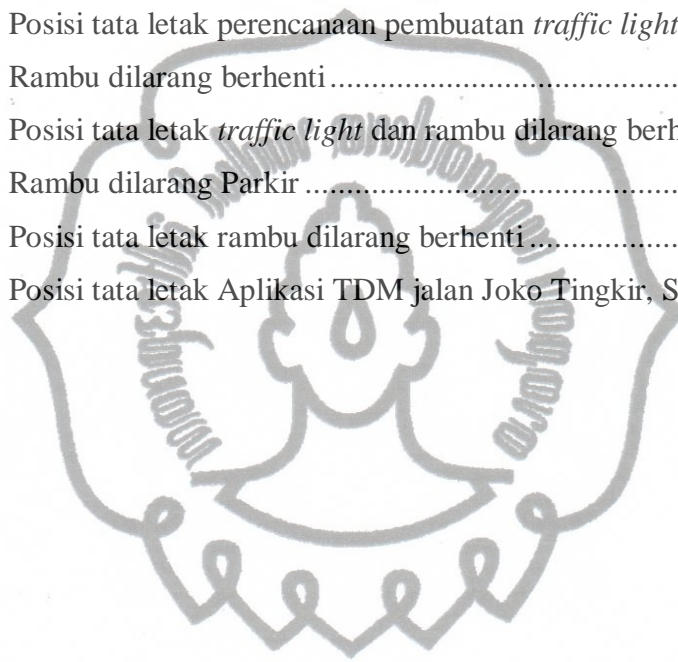 Posisi tata letak perencanaan pembuatan traffic light
Rambu dilarang berhenti.......................................
Posisi tata letak traffic light dan rambu dilarang berh
Rambu dilarang Parkir ..........................................
Posisi tata letak rambu dilarang berhenti..................
Posisi tata letak Aplikasi TDM jalan Joko Tingkir, S